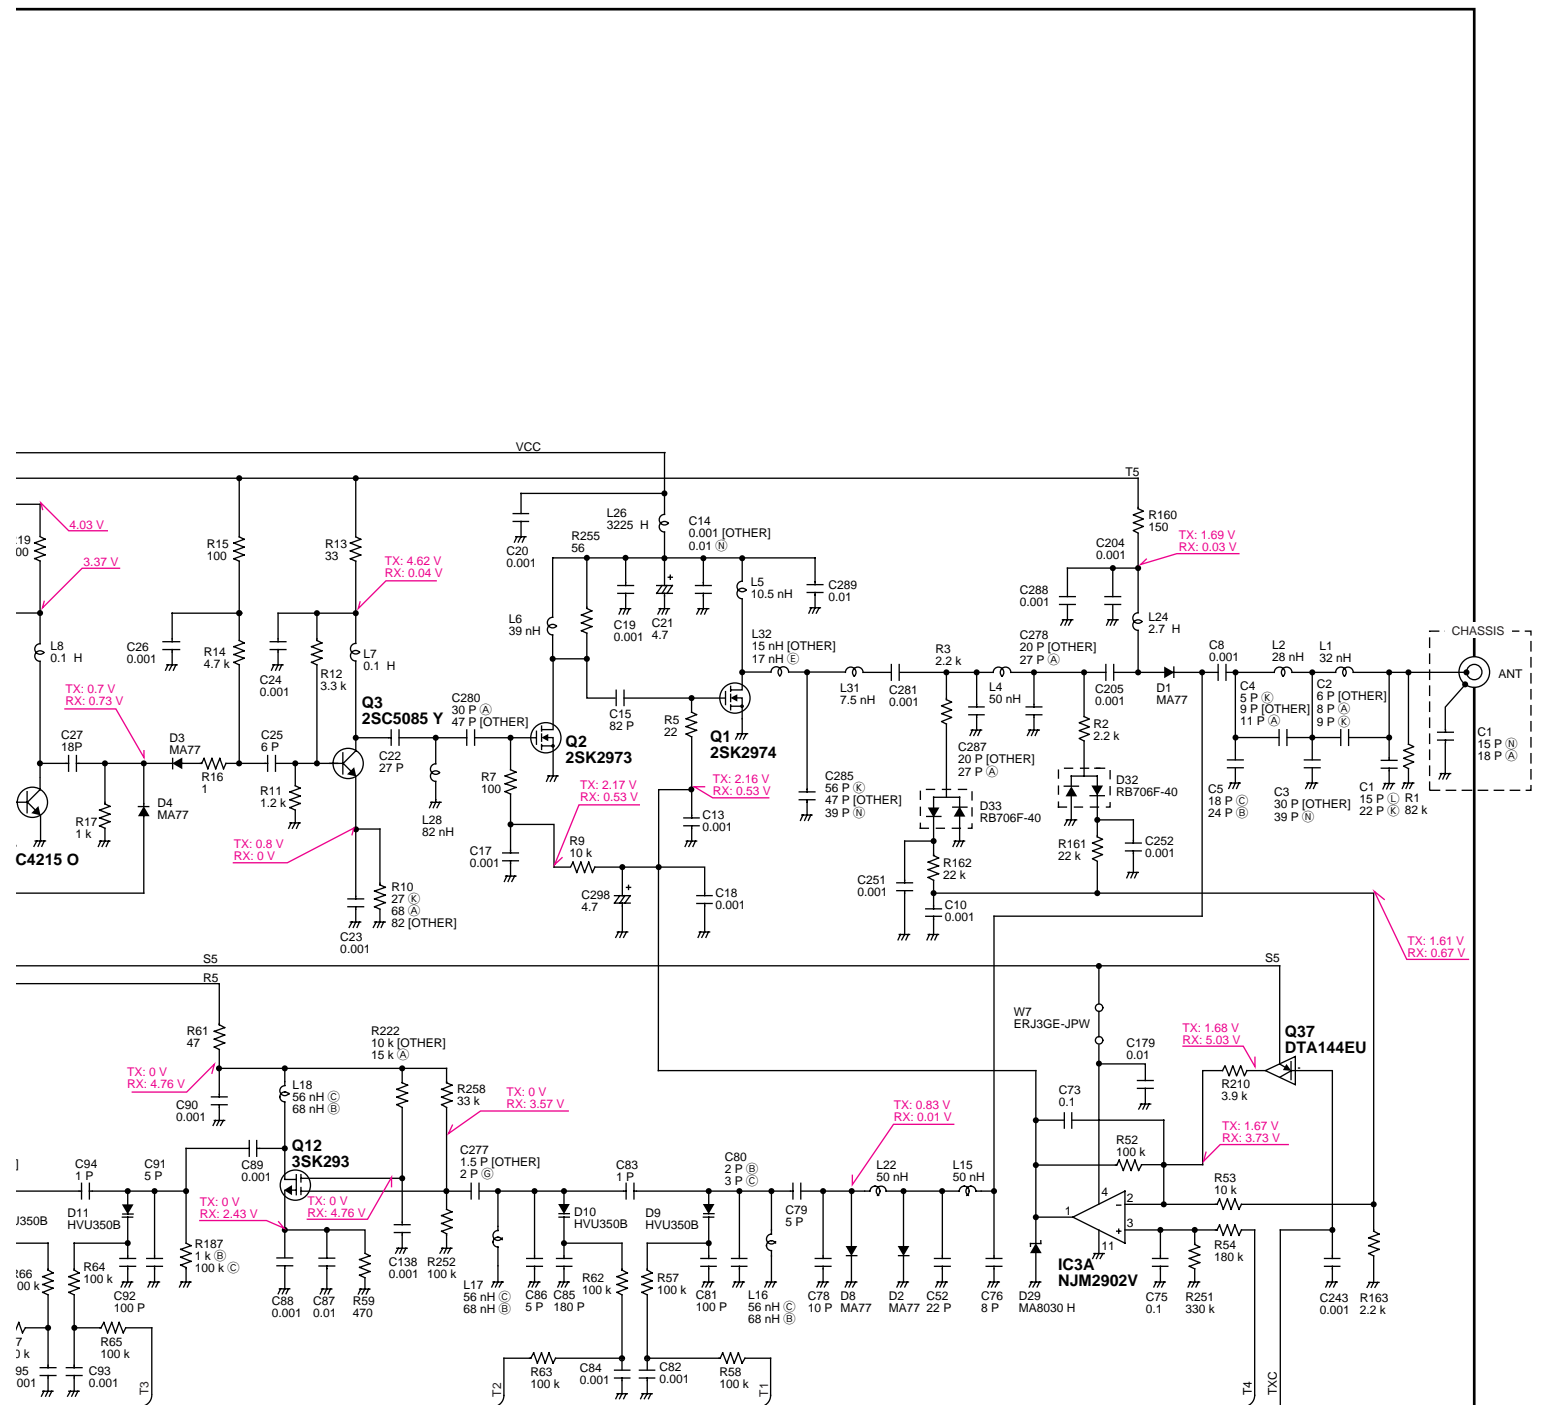 VCC
T5
4.03 V
3.37 V
R15
100
R13
33
TX: 4.62 V
RX: 0.04 V
C20
0.001
R255
56
L26
3225 H
C14
0.001 [OTHER]
0.01 Ⓝ
R160
150
C204
0.001
TX: 1.69 V
RX: 0.03 V
L5
10.5 nH
C289
0.01
C288
0.001
L8
0.1 H
C26
0.001
R14
4.7 k
C24
0.001
R12
3.3 k
L7
0.1 H
L6
39 nH
C19
0.001
+
C21
4.7
L32
15 nH [OTHER]
17 nH Ⓔ
R3
2.2 k
C278
20 P [OTHER]
27 P Ⓐ
L24
2.7 H
C8
0.001
L2
28 nH
L1
32 nH
CHASSIS
ANT
TX: 0.7 V
RX: 0.73 V
Q3
2SC5085 Y
C280
30 P Ⓐ
47 P [OTHER]
C15
82 P
R5
22
Q1
2SK2974
L31
7.5 nH
C281
0.001
L4
50 nH
C205
0.001
D1
MA77
C4
5 P Ⓚ
9 P [OTHER]
11 P Ⓐ
C2
6 P [OTHER]
8 P Ⓐ
9 P Ⓚ
C1
15 P Ⓝ
18 P Ⓐ
C27
18P
D3
MA77
C25
6 P
R16
1
C22
27 P
Q2
2SK2973
R2
2.2 k
C287
20 P [OTHER]
27 P Ⓐ
R17
1 k
D4
MA77
R11
1.2 k
L28
82 nH
R7
100
TX: 2.17 V
RX: 0.53 V
TX: 2.16 V
RX: 0.53 V
C285
56 P Ⓚ
47 P [OTHER]
39 P Ⓝ
D33
RB706F-40
D32
RB706F-40
C5
18 P Ⓒ
24 P Ⓑ
C3
30 P [OTHER]
39 P Ⓝ
C1
15 P Ⓛ
22 P Ⓚ
R1
82 k
C4215 O
TX: 0.8 V
RX: 0 V
C17
0.001
R9
10 k
C13
0.001
R161
22 k
C252
0.001
R162
22 k
C251
0.001
C10
0.001
R10
27 Ⓚ
68 Ⓐ
82 [OTHER]
C23
0.001
+
C298
4.7
C18
0.001
TX: 1.61 V
RX: 0.67 V
S5
S5
R5
R61
47
R222
10 k [OTHER]
15 k Ⓐ
W7
ERJ3GE-JPW
C179
0.01
TX: 1.68 V
RX: 5.03 V
Q37
DTA144EU
R210
3.9 k
TX: 0 V
RX: 4.76 V
C90
0.001
L18
56 nH Ⓒ
68 nH Ⓑ
R258
33 k
TX: 0 V
RX: 3.57 V
TX: 0.83 V
RX: 0.01 V
C73
0.1
TX: 1.67 V
RX: 3.73 V
R52
100 k
C94
1 P
C91
5 P
C89
0.001
Q12
3SK293
C277
1.5 P [OTHER]
2 P Ⓖ
C83
1 P
C80
2 P Ⓑ
3 P Ⓒ
L22
50 nH
L15
50 nH
R53
10 k
4
2
−
1
3
+
11
R54
180 k
IC3A
NJM2902V
D11
HVU350B
R187
1 k Ⓑ
100 k Ⓒ
TX: 0 V
RX: 2.43 V
TX: 0 V
RX: 4.76 V
D10
HVU350B
D9
HVU350B
C79
5 P
R64
100 k
C92
100 P
C88
0.001
C87
0.01
R59
470
C138
0.001
R252
100 k
L17
56 nH Ⓒ
68 nH Ⓑ
C86
5 P
C85
180 P
R62
100 k
R57
100 k
C81
100 P
L16
56 nH Ⓒ
68 nH Ⓑ
C78
10 P
D8
MA77
D2
MA77
C52
22 P
C76
8 P
D29
MA8030 H
C75
0.1
R251
330 k
C243
0.001
R163
2.2 k
R65
100 k
C93
0.001
T3
T2
R63
100 k
C84
0.001
C82
0.001
R58
100 k
T1
T4
TXC